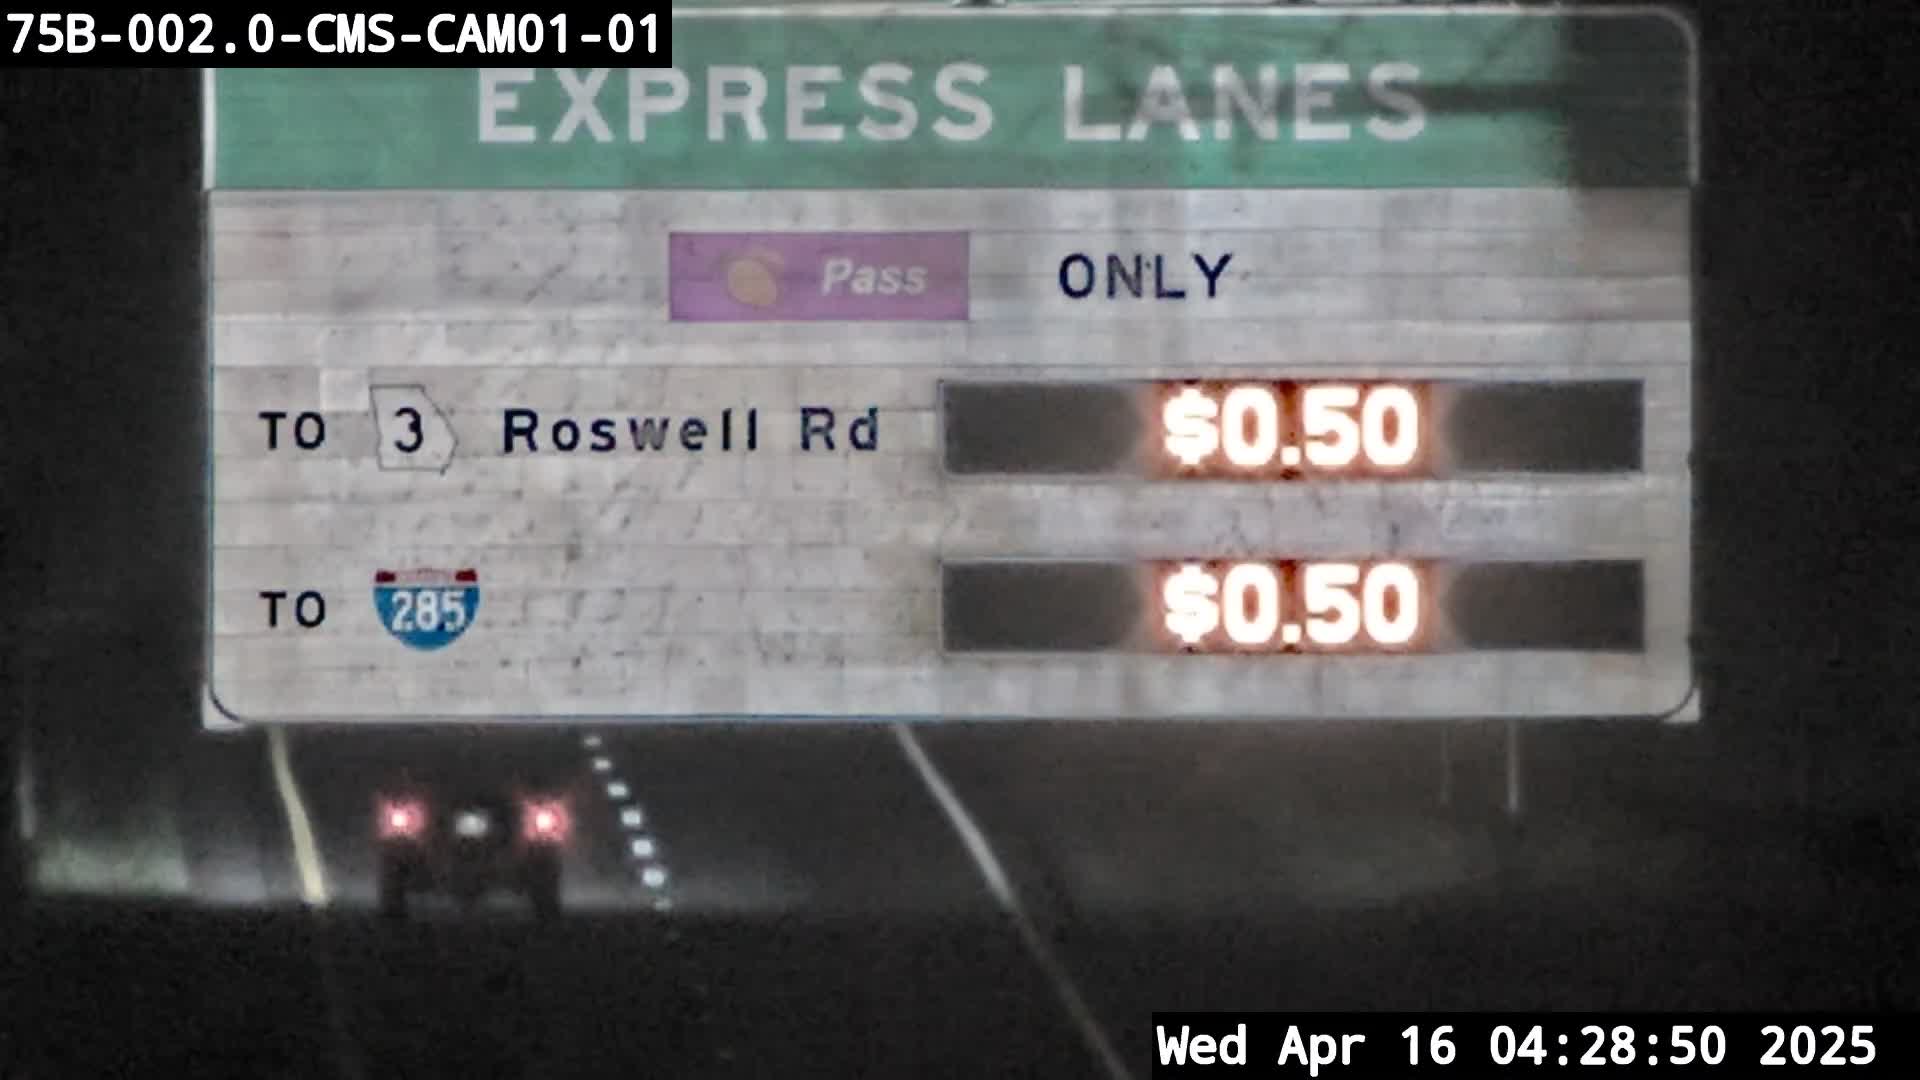 75B-002.0-CMS-CAM01-01
EXPRESS LANES
Pass ONLY
TO 3 Roswell Rd $0.50
TO 285 $0.50
Wed Apr 16 04:28:50 2025